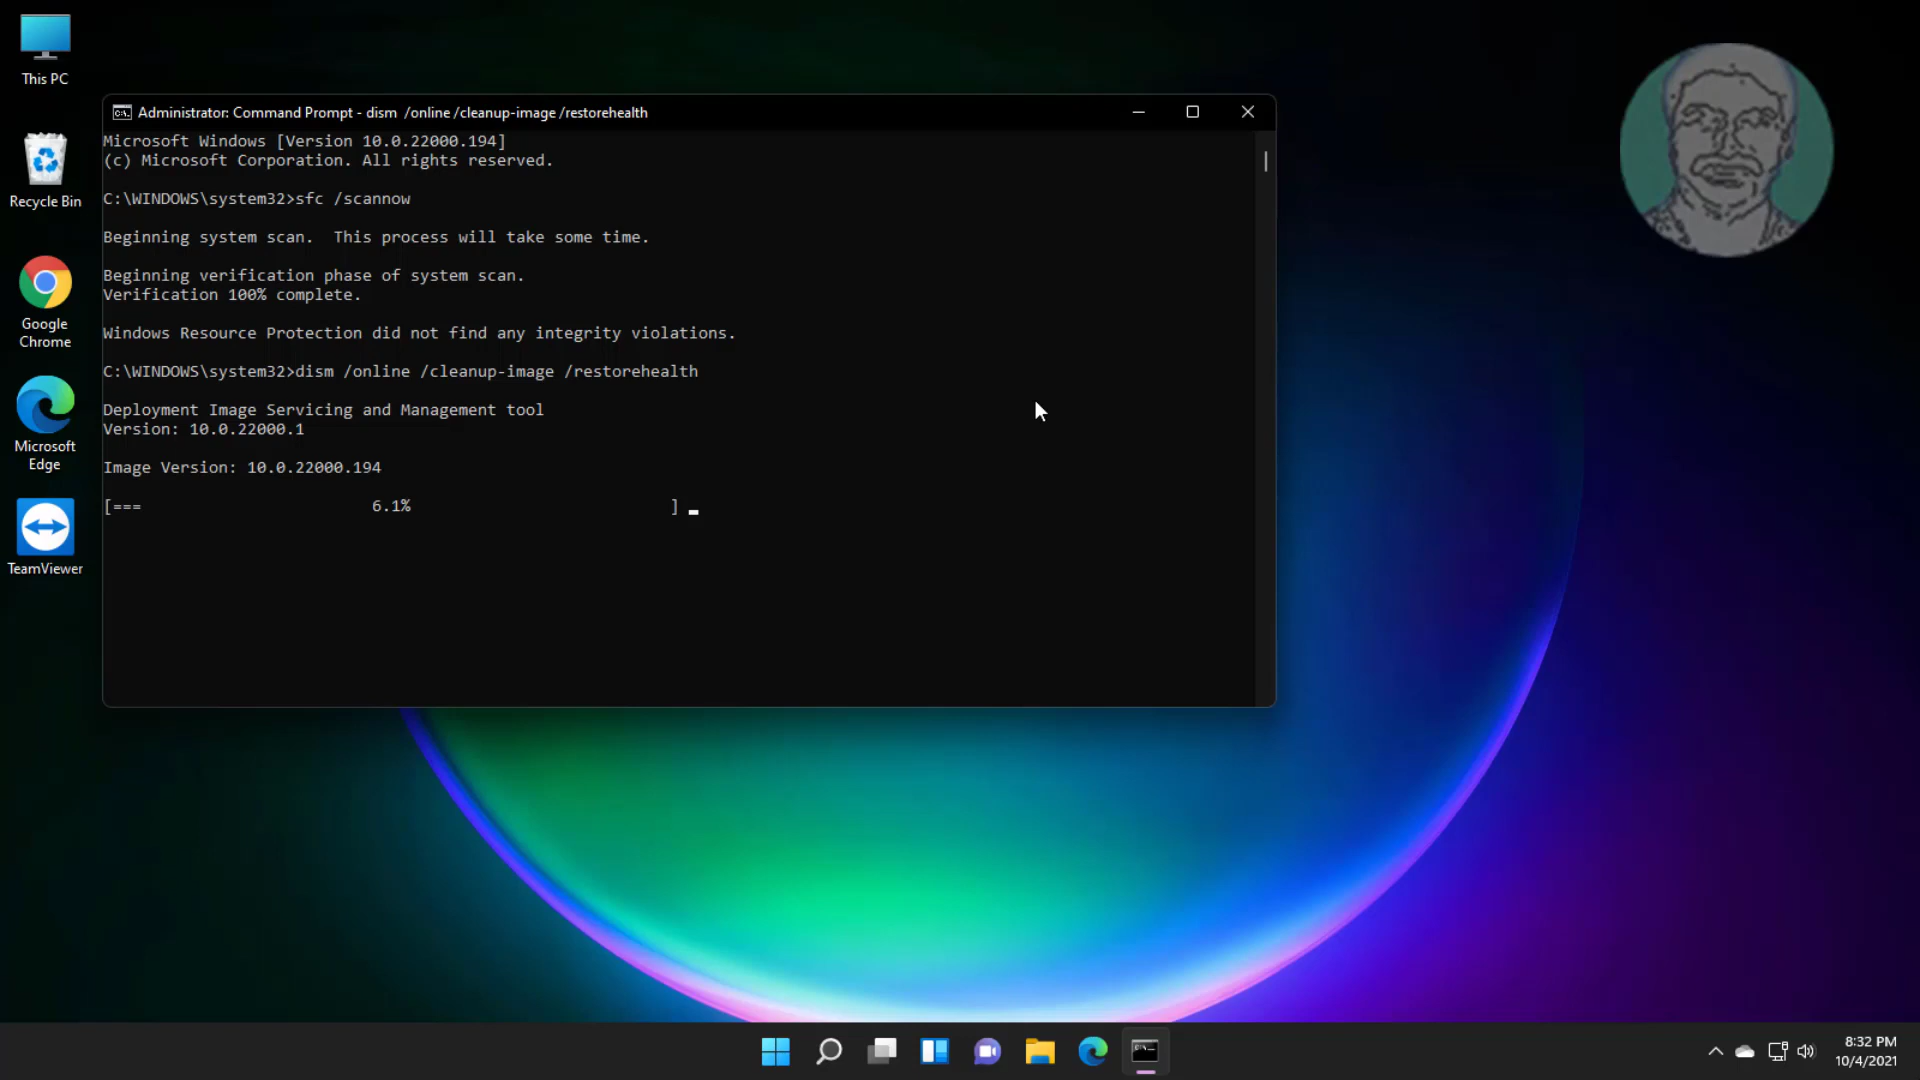 This PC
Recycle Bin
Google
Chrome
Microsoft
Edge
TeamViewer
Administrator: Command Prompt - dism  /online /cleanup-image /restorehealth
Microsoft Windows [Version 10.0.22000.194]
(c) Microsoft Corporation. All rights reserved.
C:\WINDOWS\system32>sfc /scannow
Beginning system scan.  This process will take some time.
Beginning verification phase of system scan.
Verification 100% complete.
Windows Resource Protection did not find any integrity violations.
C:\WINDOWS\system32>dism /online /cleanup-image /restorehealth
Deployment Image Servicing and Management tool
Version: 10.0.22000.1
Image Version: 10.0.22000.194
[===                        6.1%                           ]
8:32 PM
10/4/2021